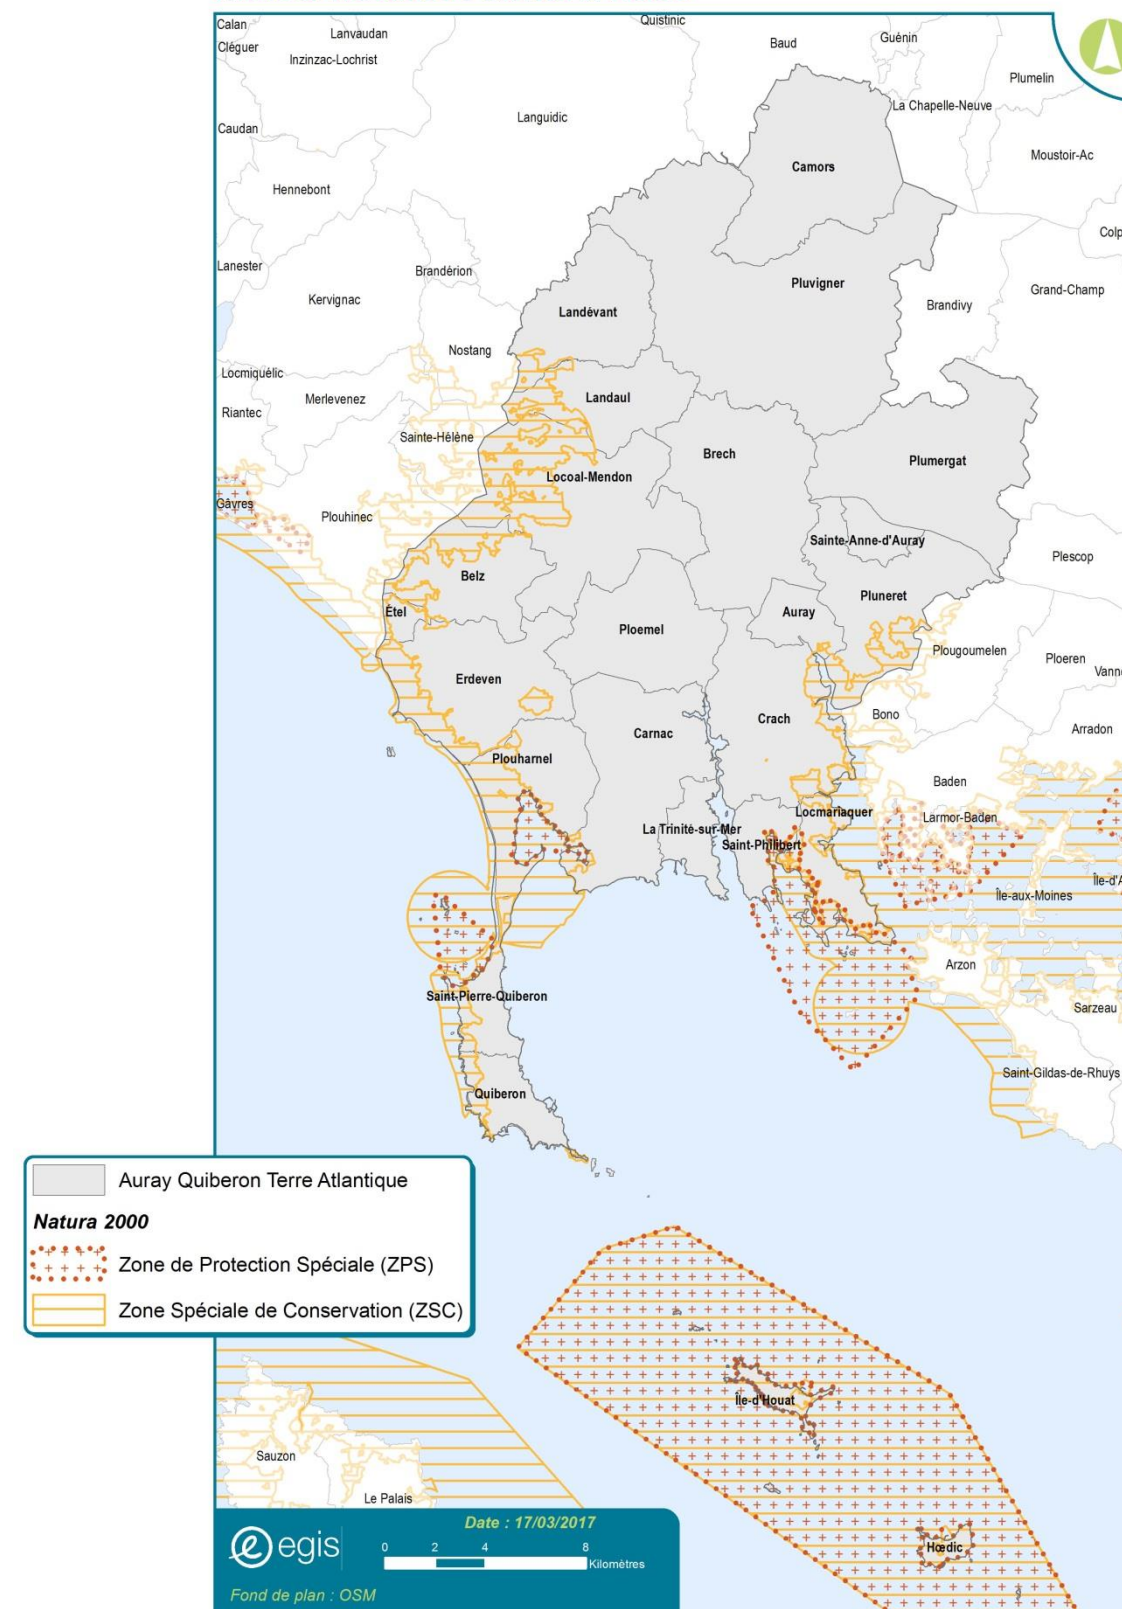 Calan
Lanvaudan
Quistinic
Cléguer
Inzinzac-Lochrist
Baud
Guénin
Plumelin
La Chapelle-Neuve
Languidic
Caudan
Moustoir-Ac
Camors
Hennebont
Colp
Lanester
Brandérion
Kervignac
Pluvigner
Grand-Champ
Brandivy
Landévant
Nostang
Locmiquélic
Merlevenez
Landaul
Riantec
Sainte-Hélène
Brech
Plumergat
Locoal-Mendon
Gâvres
Plouhinec
Sainte-Anne-d'Auray
Plescop
Belz
Pluneret
Étel
Auray
Ploemel
Plougoumelen
Ploeren
Vann
Erdeven
Bono
Crach
Arradon
Carnac
Plouharnel
Baden
Locmariaquer
Larmor-Baden
La Trinité-sur-Mer
Saint-Philibert
Île-d'A
Île-aux-Moines
Arzon
Saint-Pierre-Quiberon
Sarzeau
Saint-Gildas-de-Rhuys
Quiberon
Auray Quiberon Terre Atlantique
Natura 2000
Zone de Protection Spéciale (ZPS)
Zone Spéciale de Conservation (ZSC)
Île-d'Houat
Sauzon
Le Palais
Hœdic
Date : 17/03/2017
egis
0 2 4 8
Kilomètres
Fond de plan : OSM